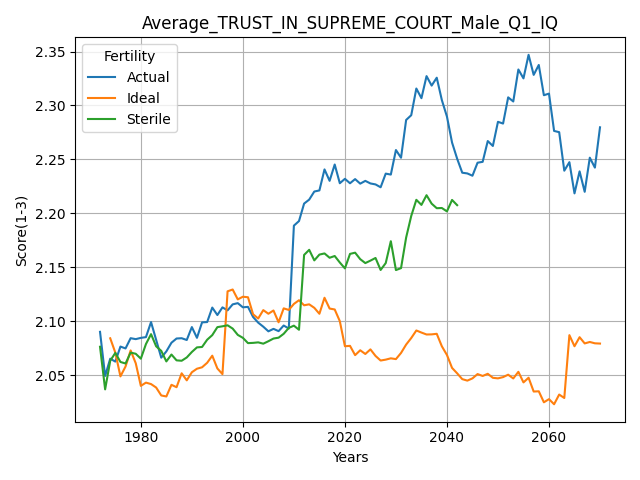 Average_TRUST_IN_SUPREME_COURT_Male_Q1_IQ
Fertility
Actual
Ideal
Sterile
Score(1-3)
2.35
2.30
2.25
2.20
2.15
2.10
2.05
1980
2000
2020
2040
2060
Years